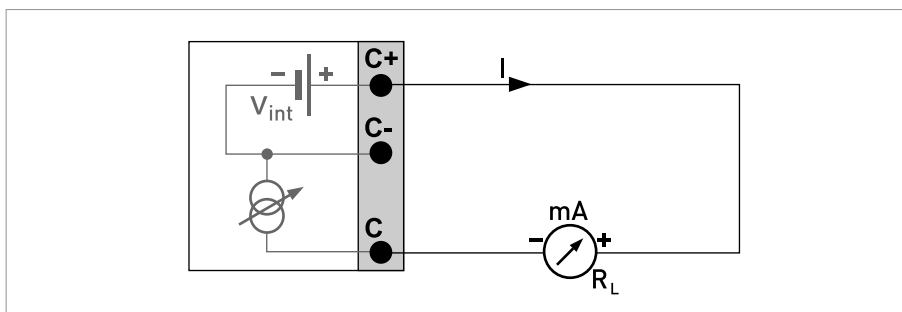 C+
I
- +
V_int
C-
mA
C
- +
R_L